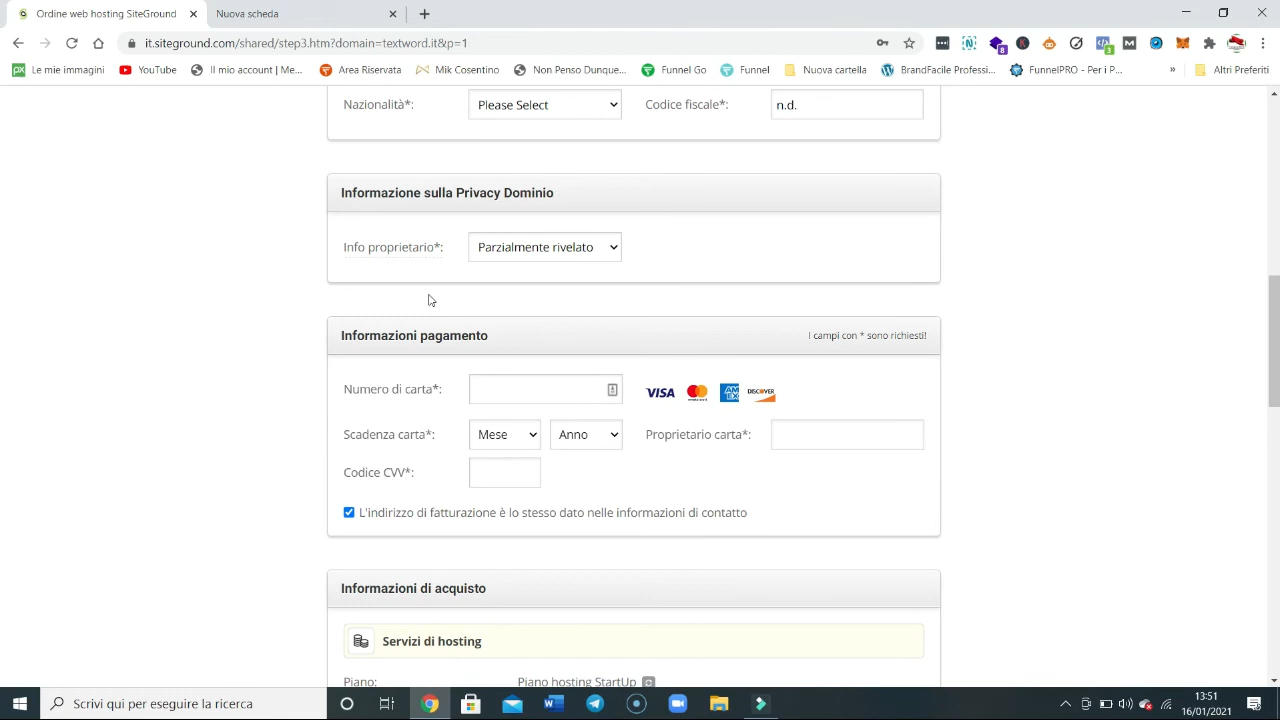 Ordine web hosting SiteGround
Nuova scheda
it.siteground.com/shared/step3.htm?domain=textword.it&p=1
8
3
Le mie immagini
YouTube
Il mio account | Me...
Area Riservata
Mik Cosentino
Non Penso Dunque...
Funnel Go
Funnel
Nuova cartella
BrandFacile Professi...
FunnelPRO - Per i P...
»
Altri Preferiti
Nazionalità*:
Please Select
Codice fiscale*:
n.d.
Informazione sulla Privacy Dominio
Info proprietario*:
Parzialmente rivelato
Informazioni pagamento
I campi con * sono richiesti!
Numero di carta*:
VISA
AM
EX
DISCOVER
Scadenza carta*:
Mese
Anno
Proprietario carta*:
Codice CVV*:
L'indirizzo di fatturazione è lo stesso dato nelle informazioni di contatto
Informazioni di acquisto
Servizi di hosting
Piano:
Piano hosting StartUp
Scrivi qui per eseguire la ricerca
13:51
16/01/2021